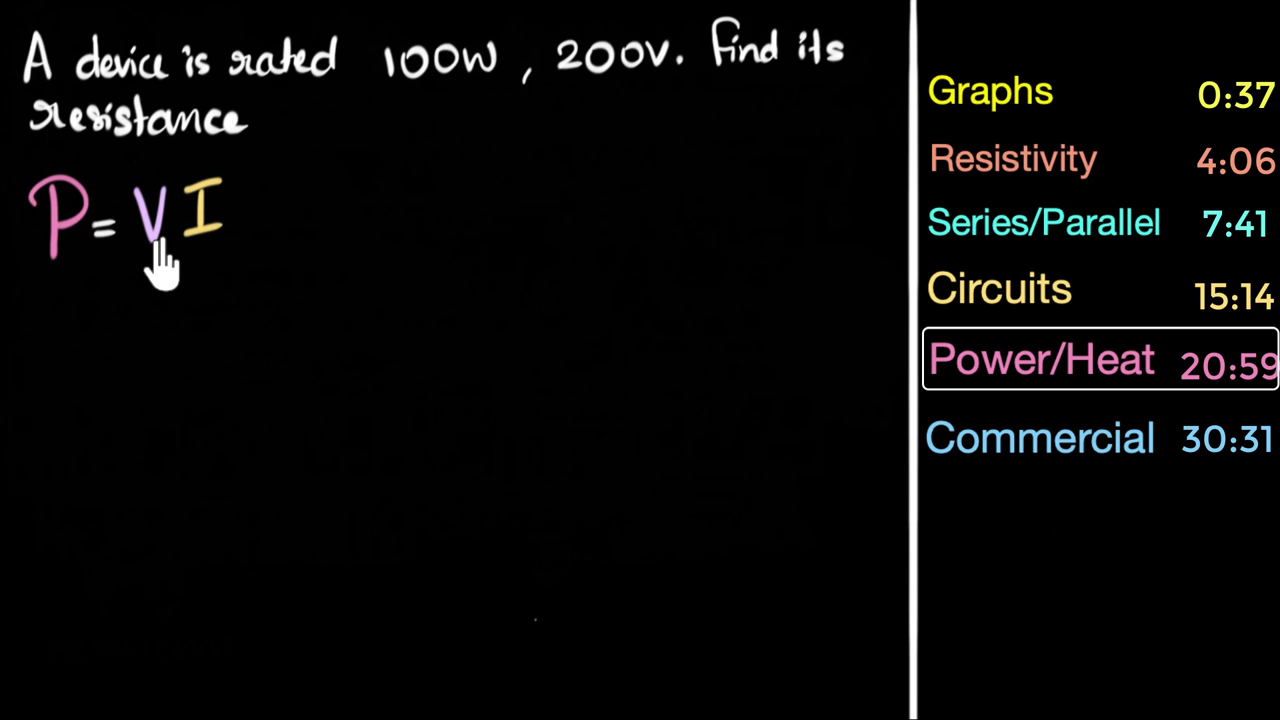 A device is rated 100W, 200V. Find its
resistance
P = VI
Graphs 0:37
Resistivity 4:06
Series/Parallel 7:41
Circuits 15:14
Power/Heat 20:59
Commercial 30:31